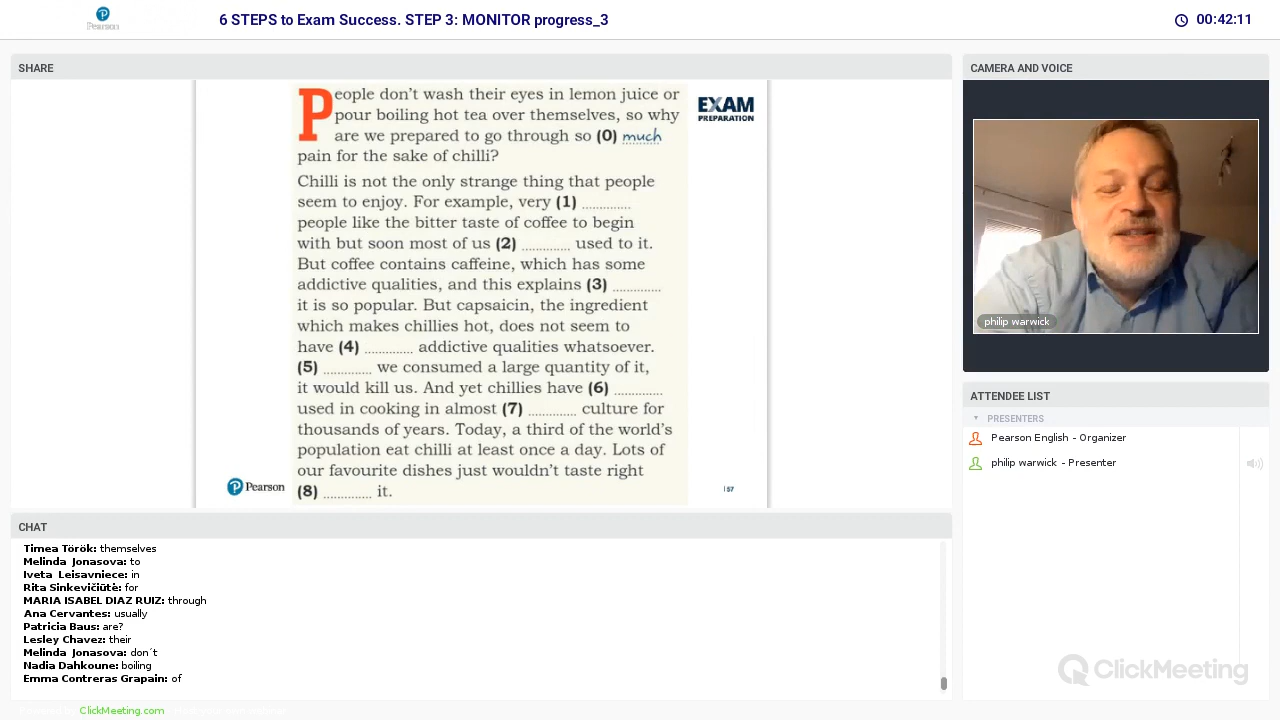 Pearson
6 STEPS to Exam Success. STEP 3: MONITOR progress_3
00:42:11
SHARE
People don't wash their eyes in lemon juice or
pour boiling hot tea over themselves, so why
are we prepared to go through so (0) much
pain for the sake of chilli?
Chilli is not the only strange thing that people
seem to enjoy. For example, very (1) ..............
people like the bitter taste of coffee to begin
with but soon most of us (2) .............. used to it.
But coffee contains caffeine, which has some
addictive qualities, and this explains (3) ..............
it is so popular. But capsaicin, the ingredient
which makes chillies hot, does not seem to
have (4) .............. addictive qualities whatsoever.
(5) .............. we consumed a large quantity of it,
it would kill us. And yet chillies have (6) ..............
used in cooking in almost (7) .............. culture for
thousands of years. Today, a third of the world's
population eat chilli at least once a day. Lots of
our favourite dishes just wouldn't taste right
(8) .............. it.
EXAM
PREPARATION
Pearson
57
CAMERA AND VOICE
philip warwick
ATTENDEE LIST
PRESENTERS
Pearson English - Organizer
philip warwick - Presenter
CHAT
Timea Török: themselves
Melinda Jonasova: to
Iveta Leisavniece: in
Rita Sinkevičiūtė: for
MARIA ISABEL DIAZ RUIZ: through
Ana Cervantes: usually
Patricia Baus: are?
Lesley Chavez: their
Melinda Jonasova: don´t
Nadia Dahkoune: boiling
Emma Contreras Grapain: of
ClickMeeting
ClickMeeting.com